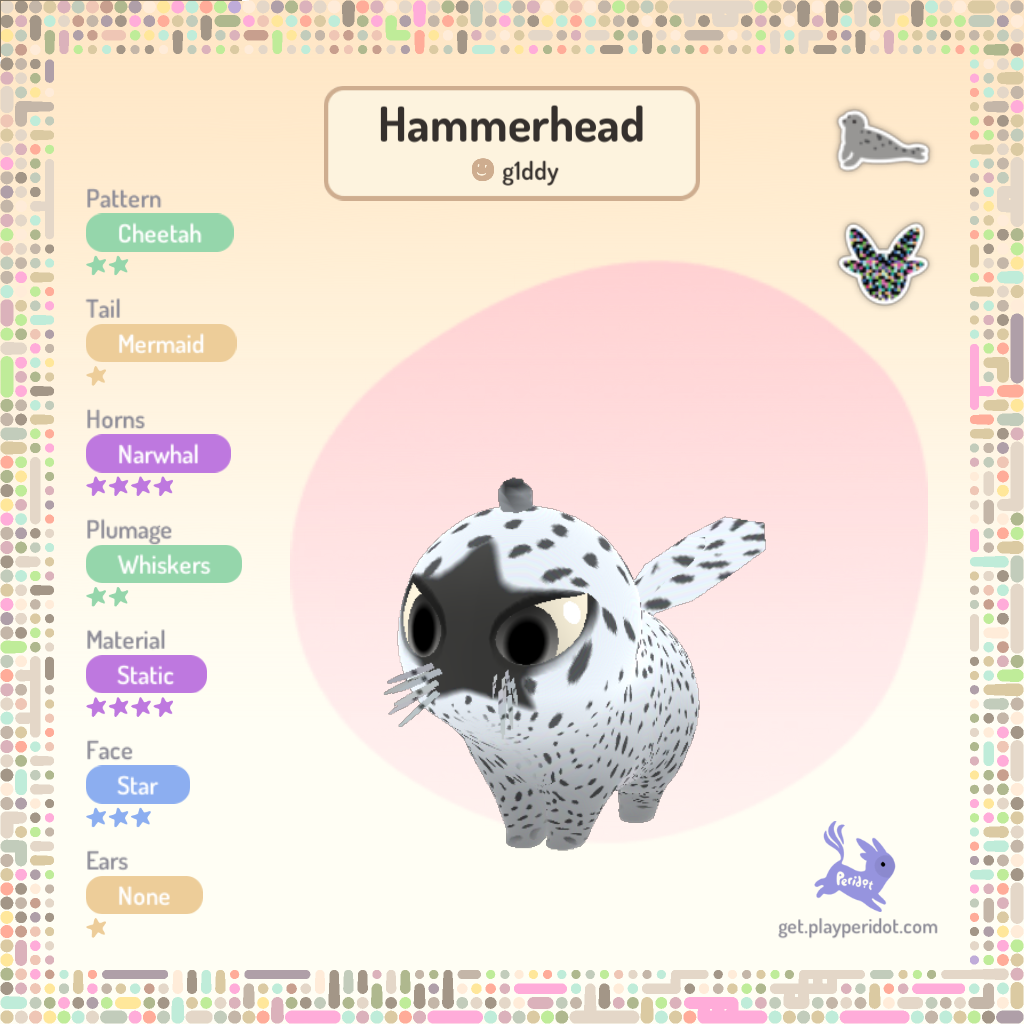 Hammerhead
g1ddy
Pattern
Cheetah
Tail
Mermaid
Horns
Narwhal
Plumage
Whiskers
Material
Static
Face
Star
Ears
None
Peridot
get.playperidot.com